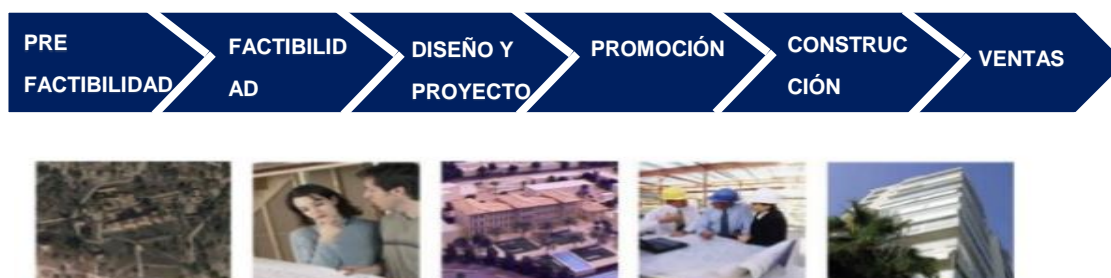 PRE
FACTIBILIDAD
FACTIBILID
AD
DISEÑO Y
PROYECTO
PROMOCIÓN
CONSTRUC
CIÓN
VENTAS